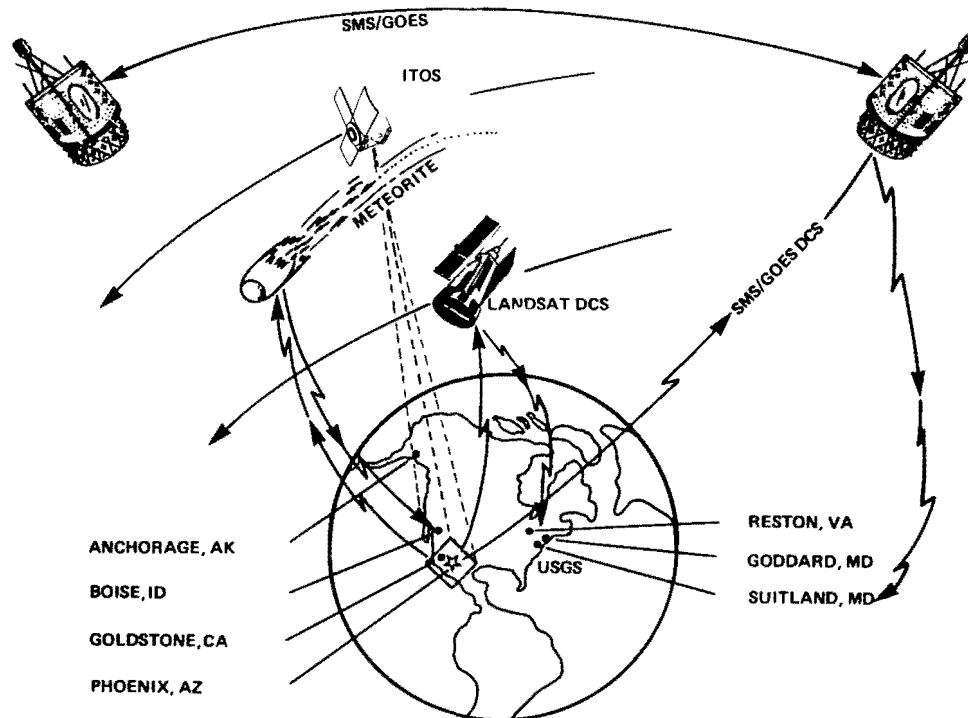 SMS/GOES
ITOS
METEORITE
LANDSAT DCS
SMS/GOES DCS
ANCHORAGE, AK
BOISE, ID
GOLDSTONE, CA
PHOENIX, AZ
USGS
RESTON, VA
GODDARD, MD
SUITLAND, MD